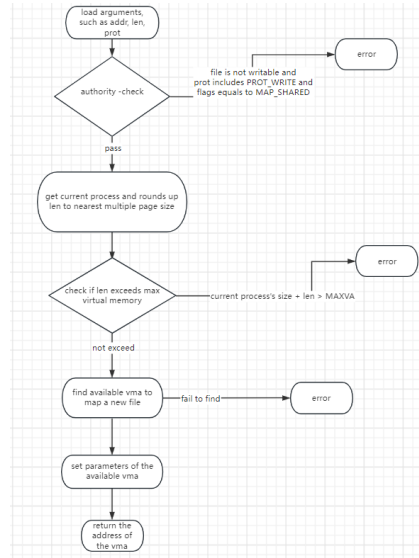 load arguments,
such as addr, len,
prot
error
file is not writable and
prot includes PROT_WRITE and
flags equals to MAP_SHARED
authority -check
pass
get current process and rounds up
len to nearest multiple page size
error
check if len exceeds max
virtual memory
current process's size + len > MAXVA
not exceed
find available vma to
map a new file
fail to find
error
set parameters of the
available vma
return the
address of
the vma